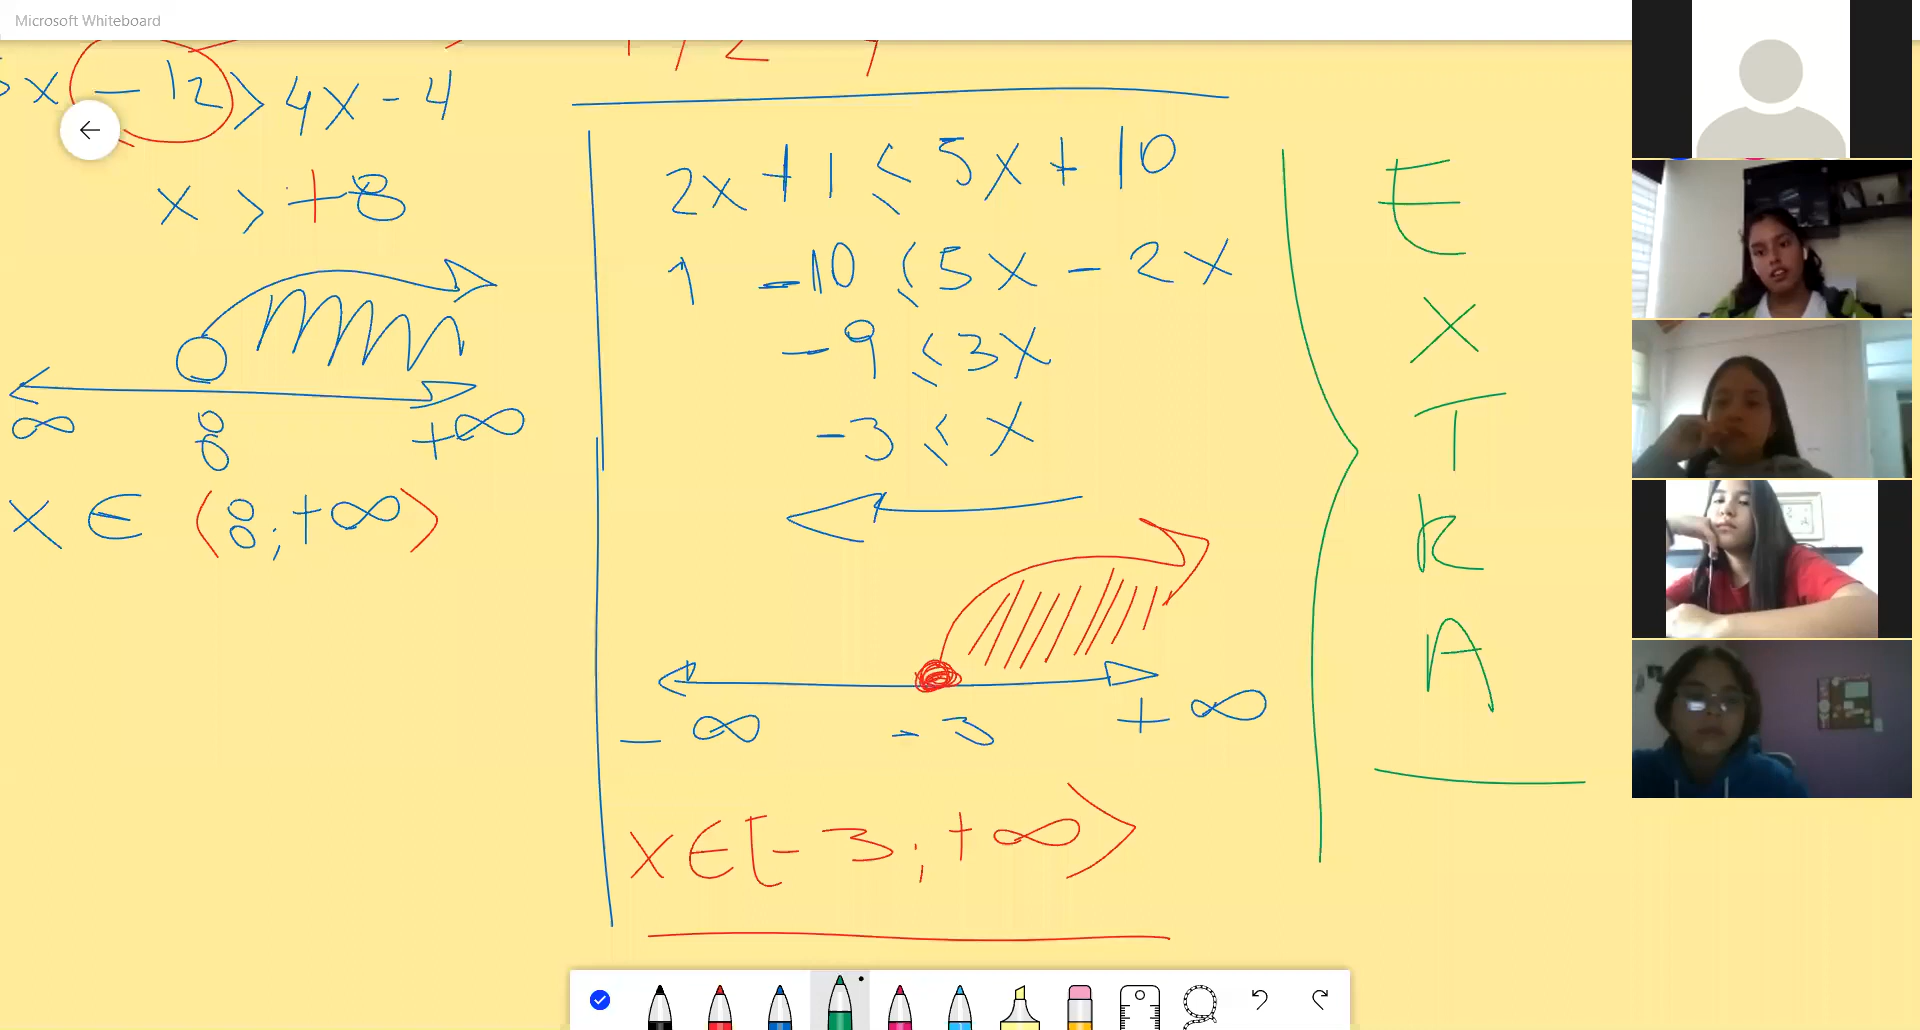 Microsoft Whiteboard
x - 12 > 4x - 4
x > +8
∞ 8 +∞
x ∈ ⟨8; +∞⟩
2x + 1 ≤ 5x + 10
1 - 10 ≤ 5x - 2x
-9 ≤ 3x
-3 ≤ x
- ∞ - 3 + ∞
x ∈ [-3; +∞⟩
E
X
T
R
A